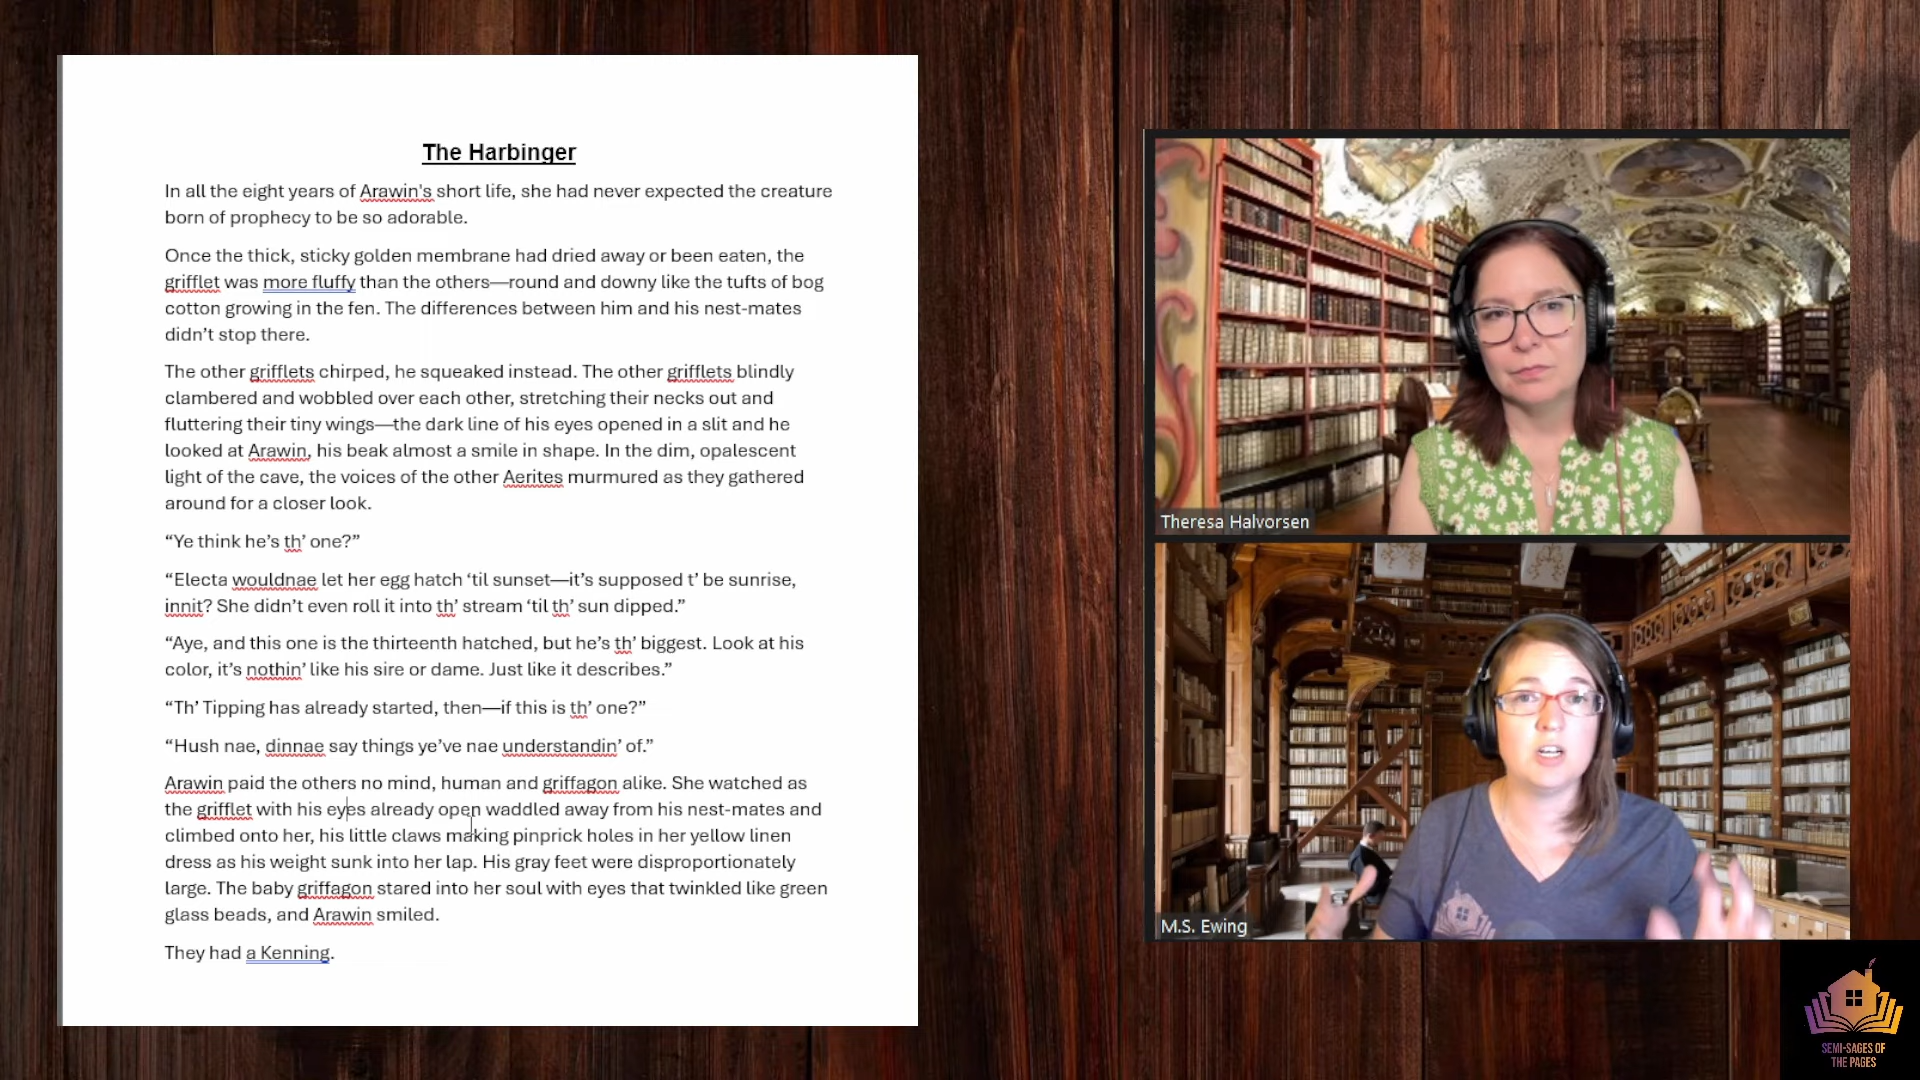 The Harbinger
In all the eight years of Arawin's short life, she had never expected the creature
born of prophecy to be so adorable.
Once the thick, sticky golden membrane had dried away or been eaten, the
grifflet was more fluffy than the others—round and downy like the tufts of bog
cotton growing in the fen. The differences between him and his nest-mates
didn’t stop there.
The other grifflets chirped, he squeaked instead. The other grifflets blindly
clambered and wobbled over each other, stretching their necks out and
fluttering their tiny wings—the dark line of his eyes opened in a slit and he
looked at Arawin, his beak almost a smile in shape. In the dim, opalescent
light of the cave, the voices of the other Aerites murmured as they gathered
around for a closer look.
“Ye think he’s th’ one?”
“Electa wouldnae let her egg hatch ‘til sunset—it’s supposed t’ be sunrise,
innit? She didn’t even roll it into th’ stream ‘til th’ sun dipped.”
“Aye, and this one is the thirteenth hatched, but he’s th’ biggest. Look at his
color, it’s nothin’ like his sire or dame. Just like it describes.”
“Th’ Tipping has already started, then—if this is th’ one?”
“Hush nae, dinnae say things ye’ve nae understandin’ of.”
Arawin paid the others no mind, human and griffagon alike. She watched as
the grifflet with his eyes already open waddled away from his nest-mates and
climbed onto her, his little claws making pinprick holes in her yellow linen
dress as his weight sunk into her lap. His gray feet were disproportionately
large. The baby griffagon stared into her soul with eyes that twinkled like green
glass beads, and Arawin smiled.
They had a Kenning.
Theresa Halvorsen
M.S. Ewing
SEMI-SAGES OF
THE PAGES